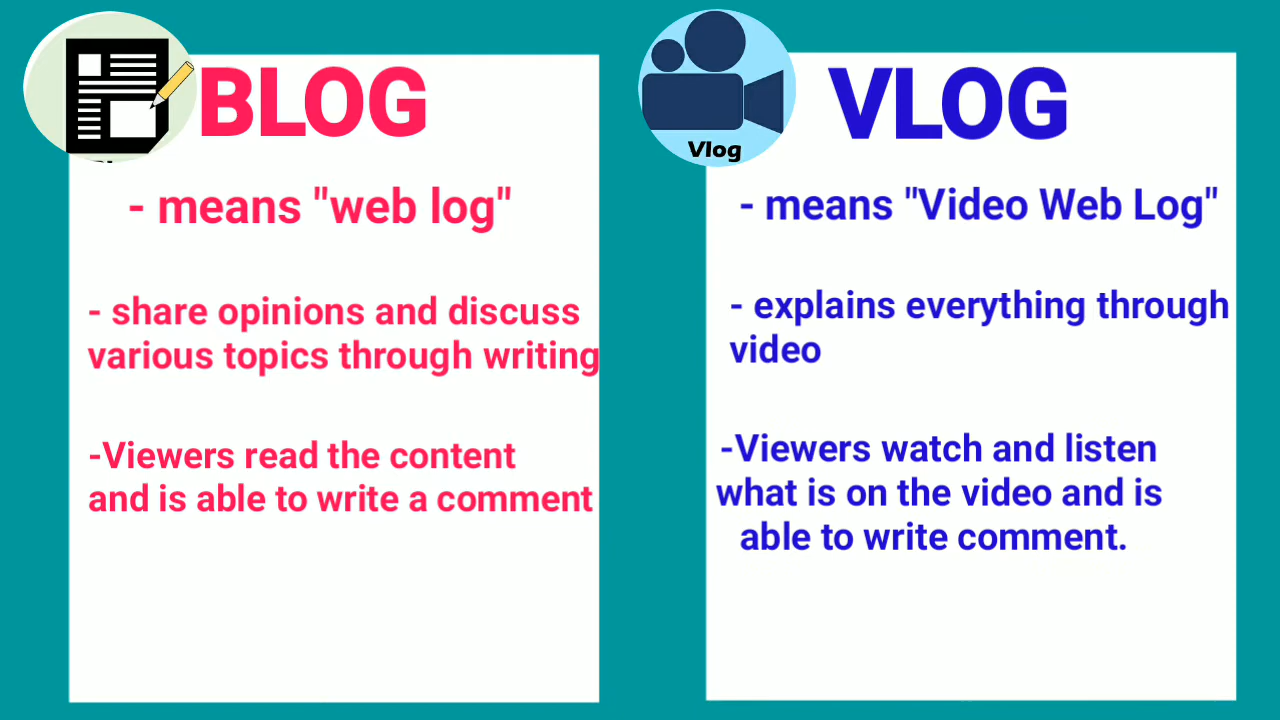 BLOG
- means "web log"
- share opinions and discuss
various topics through writing
-Viewers read the content
and is able to write a comment
Vlog
VLOG
- means "Video Web Log"
- explains everything through
video
-Viewers watch and listen
what is on the video and is
able to write comment.